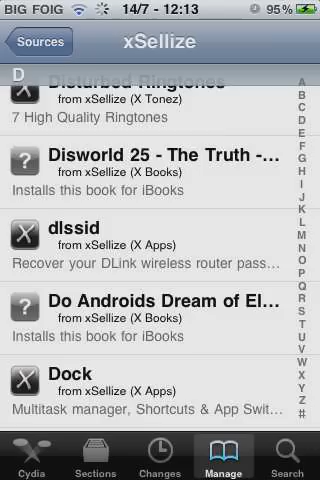 BIG FOIG 14/7 - 12:13 95%
Sources
xSellize
D
Disturbed Ringtones
from xSellize (X Tonez)
7 High Quality Ringtones
Disworld 25 - The Truth -...
from xSellize (X Books)
Installs this book for iBooks
dlssid
from xSellize (X Apps)
Recover your DLink wireless router pass...
Do Androids Dream of El...
from xSellize (X Books)
Installs this book for iBooks
Dock
from xSellize (X Apps)
Multitask manager, Shortcuts & App Swit...
A
B
C
D
E
F
G
H
I
J
K
L
M
N
O
P
Q
R
S
T
U
V
W
X
Y
Z
#
Cydia
Sections
Changes
Manage
Search